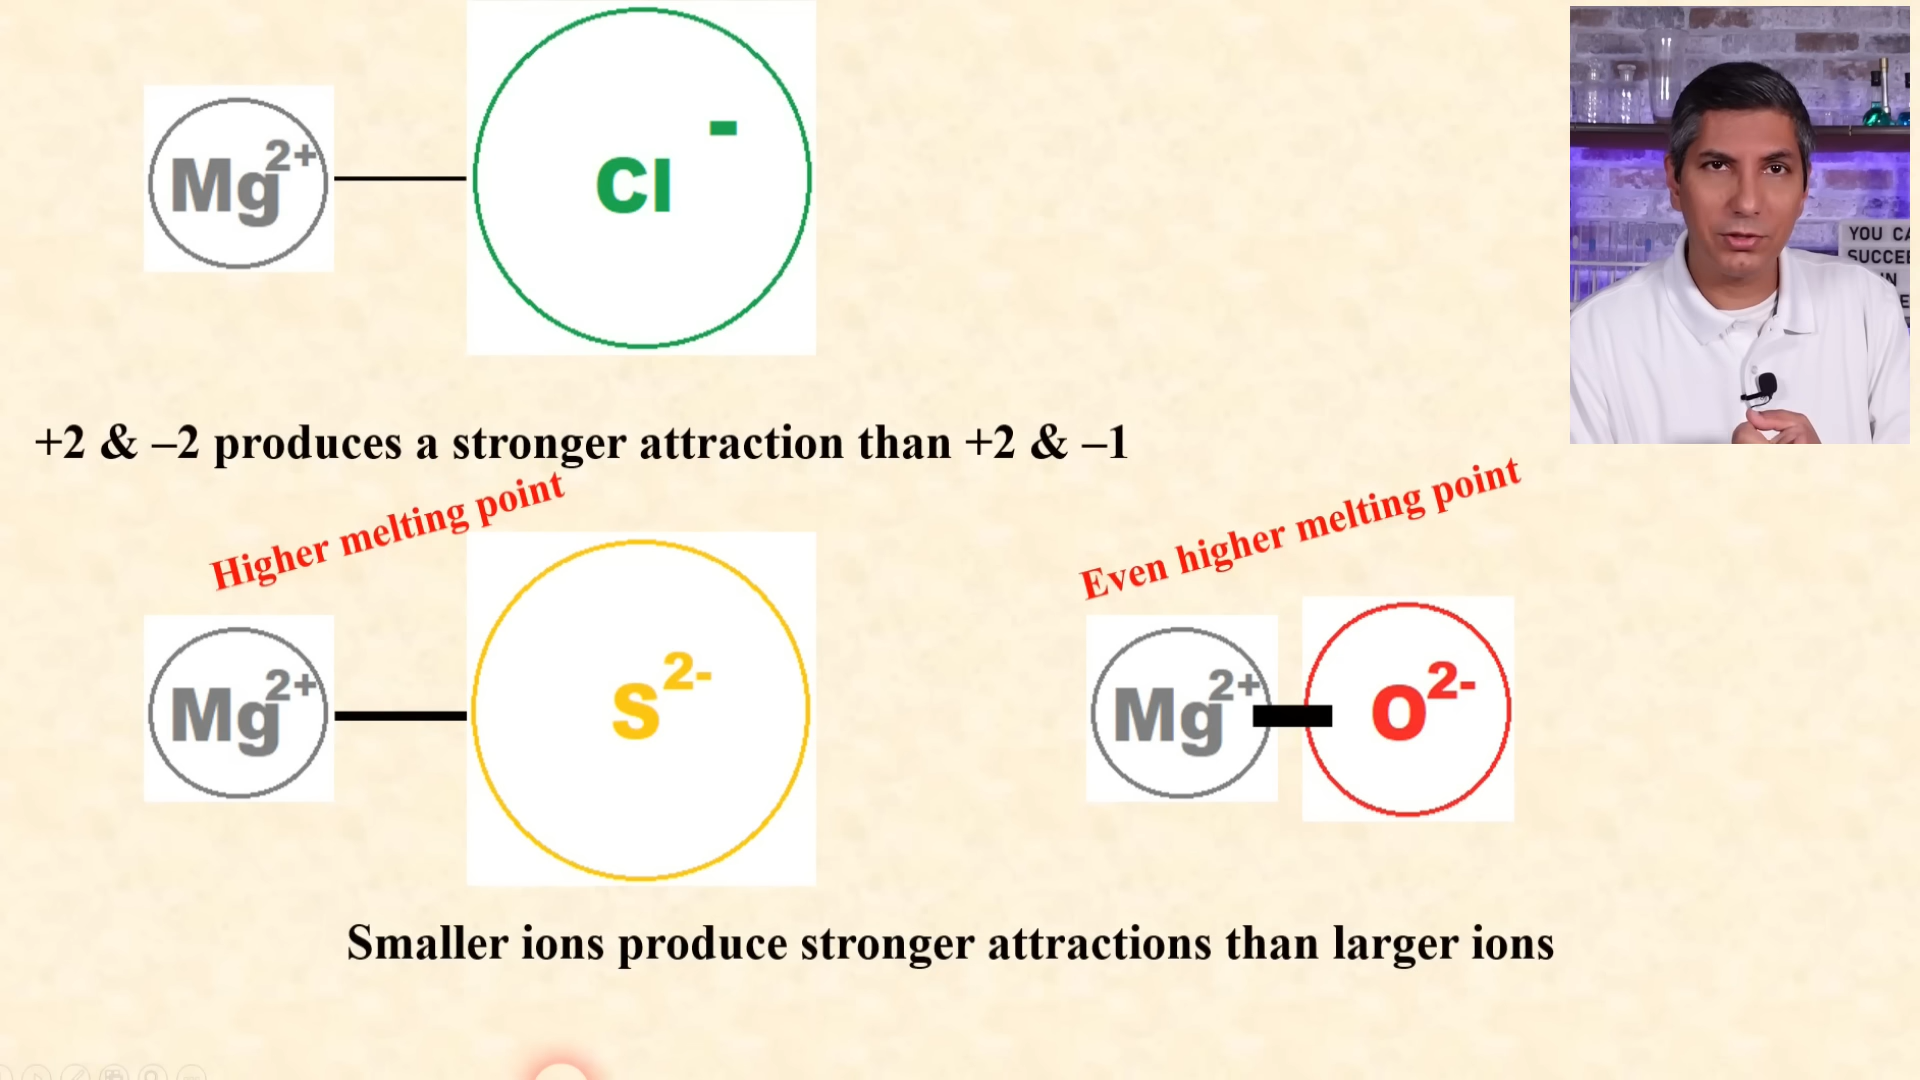 Mg2+
Cl -
YOU CA
SUCCE
IN
E
+2 & –2 produces a stronger attraction than +2 & –1
Higher melting point
Even higher melting point
Mg2+
S2-
Mg2+
O2-
Smaller ions produce stronger attractions than larger ions